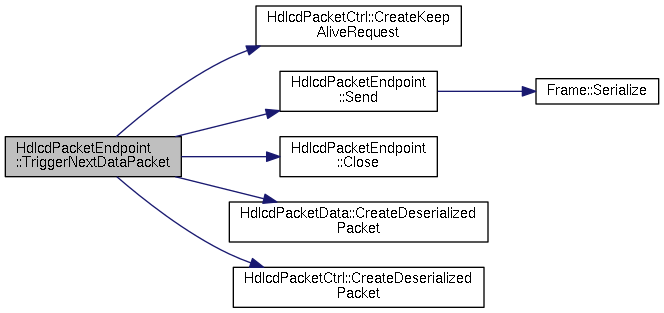 HdlcdPacketCtrl::CreateKeep
AliveRequest
HdlcdPacketEndpoint
::Send
Frame::Serialize
HdlcdPacketEndpoint
::TriggerNextDataPacket
HdlcdPacketEndpoint
::Close
HdlcdPacketData::CreateDeserialized
Packet
HdlcdPacketCtrl::CreateDeserialized
Packet